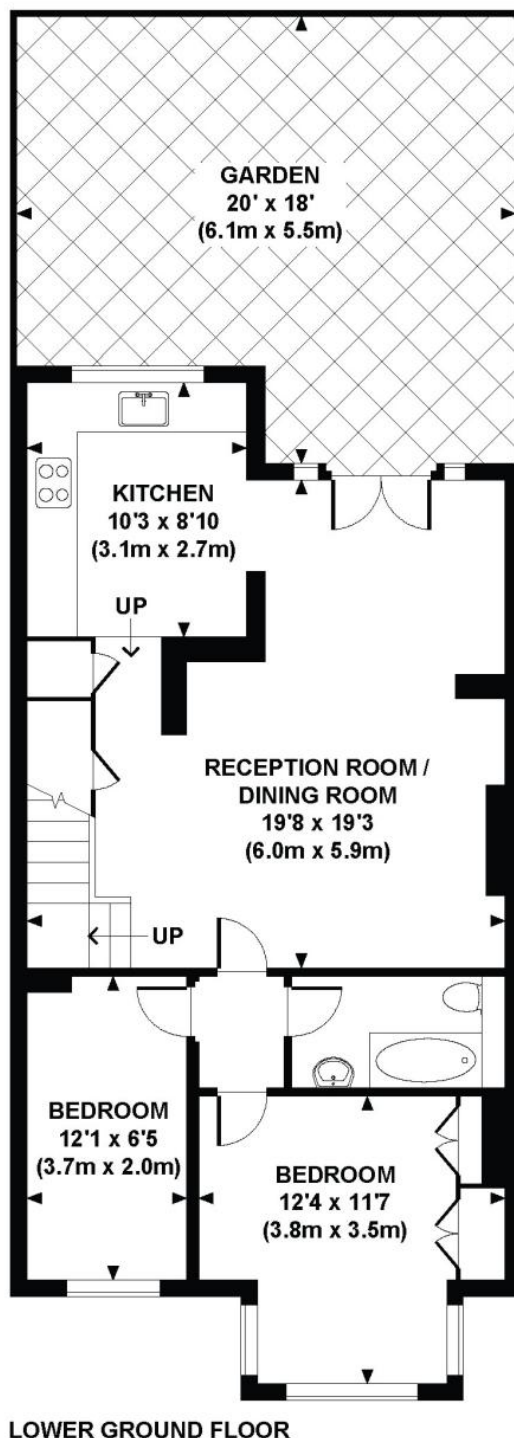 GARDEN
20' x 18'
(6.1m x 5.5m)
KITCHEN
10'3 x 8'10
(3.1m x 2.7m)
UP
RECEPTION ROOM /
DINING ROOM
19'8 x 19'3
(6.0m x 5.9m)
UP
BEDROOM
12'1 x 6'5
(3.7m x 2.0m)
BEDROOM
12'4 x 11'7
(3.8m x 3.5m)
LOWER GROUND FLOOR